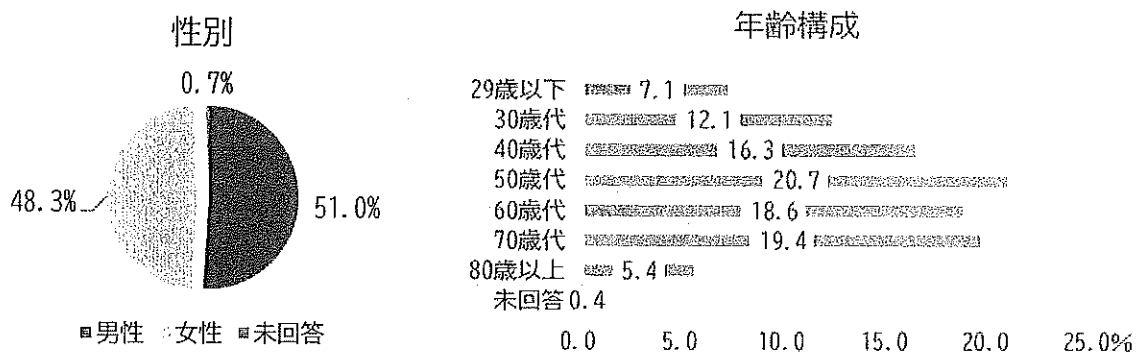 性別
0.7%
48.3%
51.0%
■男性 ■女性 ■未回答
年齢構成
29歳以下 7.1
30歳代 12.1
40歳代 16.3
50歳代 20.7
60歳代 18.6
70歳代 19.4
80歳以上 5.4
未回答 0.4
0.0 5.0 10.0 15.0 20.0 25.0%